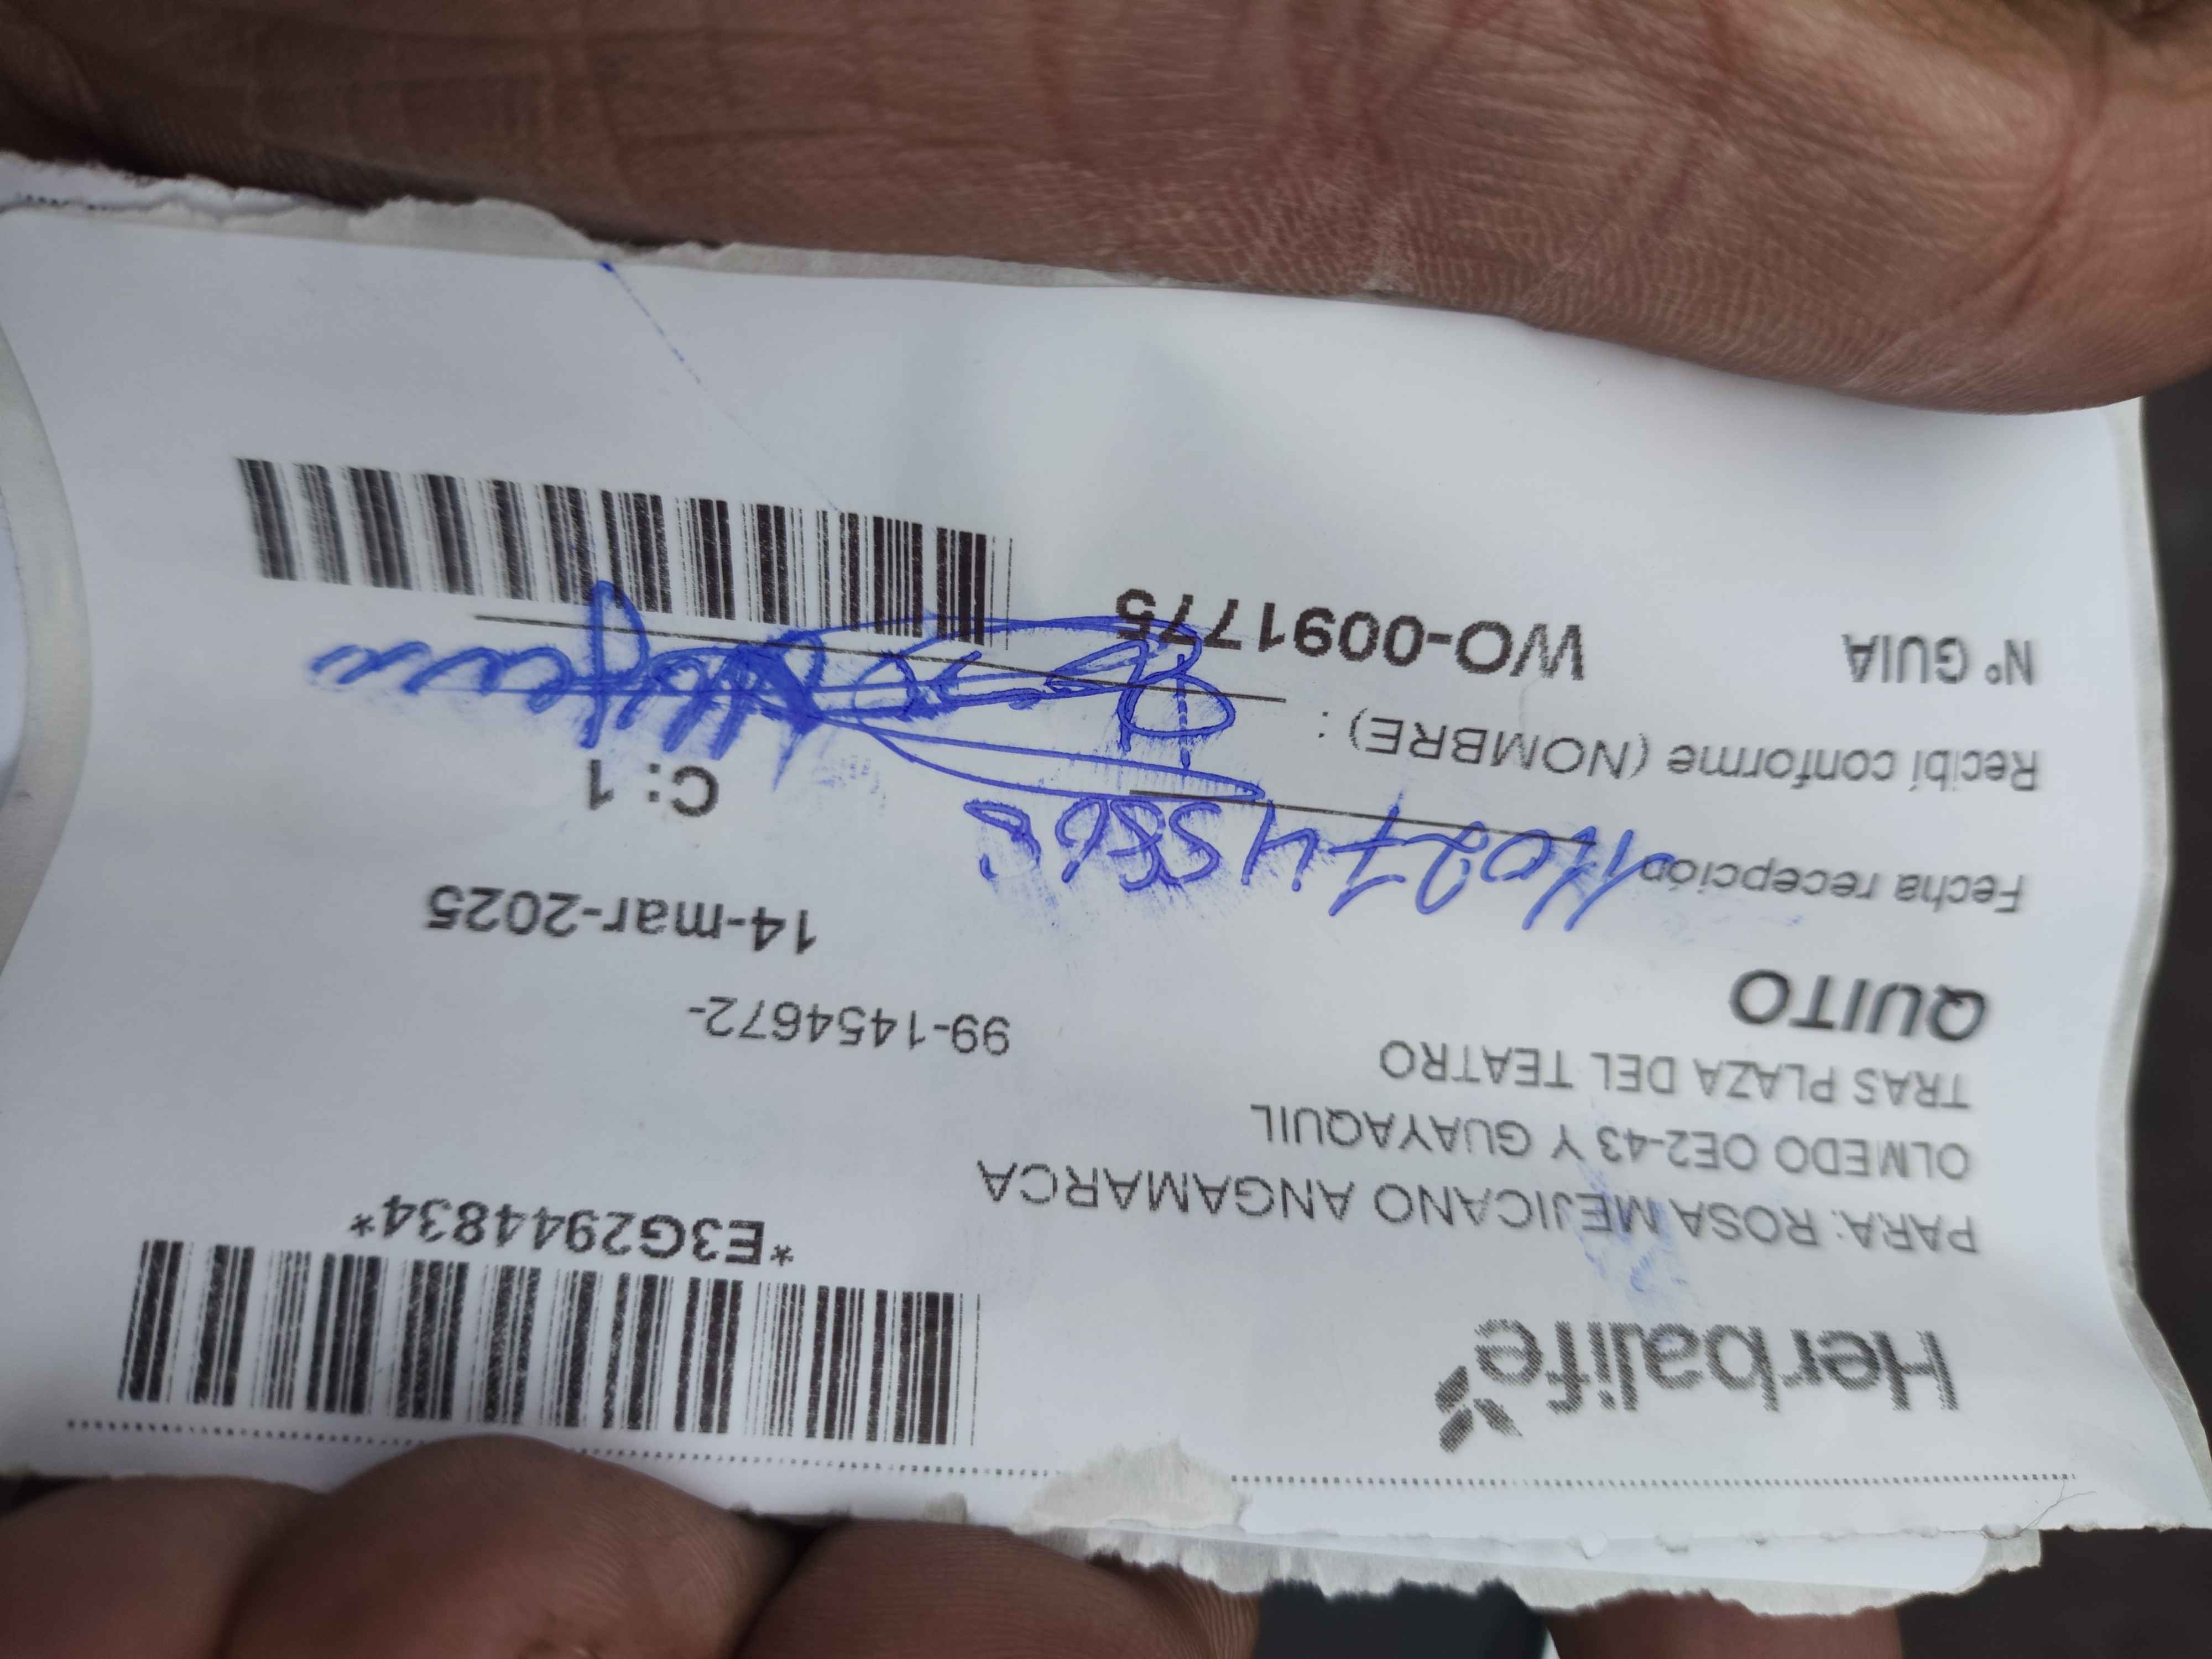 Herbalife
*E3G2944834*
PARA: ROSA MEJICANO ANGAMARCA
OLMEDO OE2-43 Y GUAYAQUIL
TRAS PLAZA DEL TEATRO
99-1454672-
QUITO
14-mar-2025
Fecha recepción
C: 1
Recibí conforme (NOMBRE) :
Rosa
Nº GUIA WO-0091775